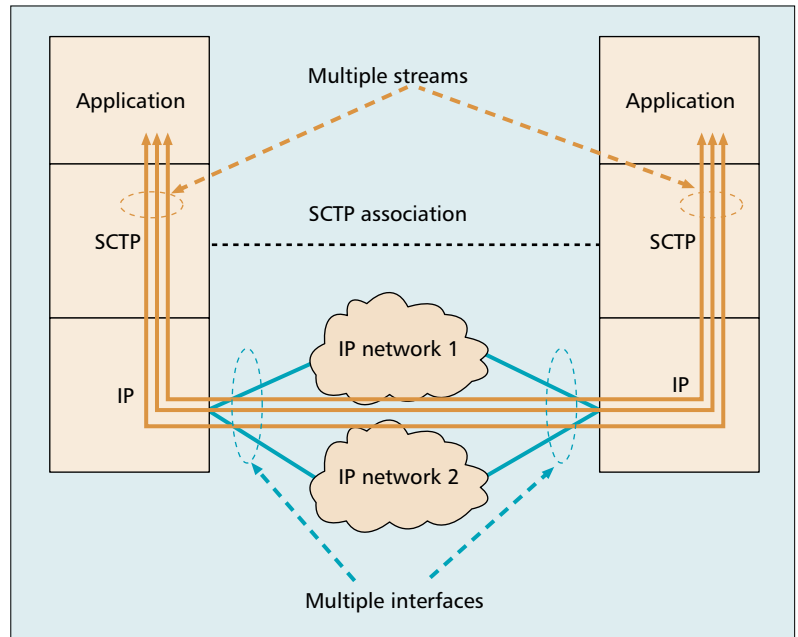 Multiple streams
Application
Application
SCTP association
SCTP
SCTP
IP network 1
IP
IP
IP network 2
Multiple interfaces